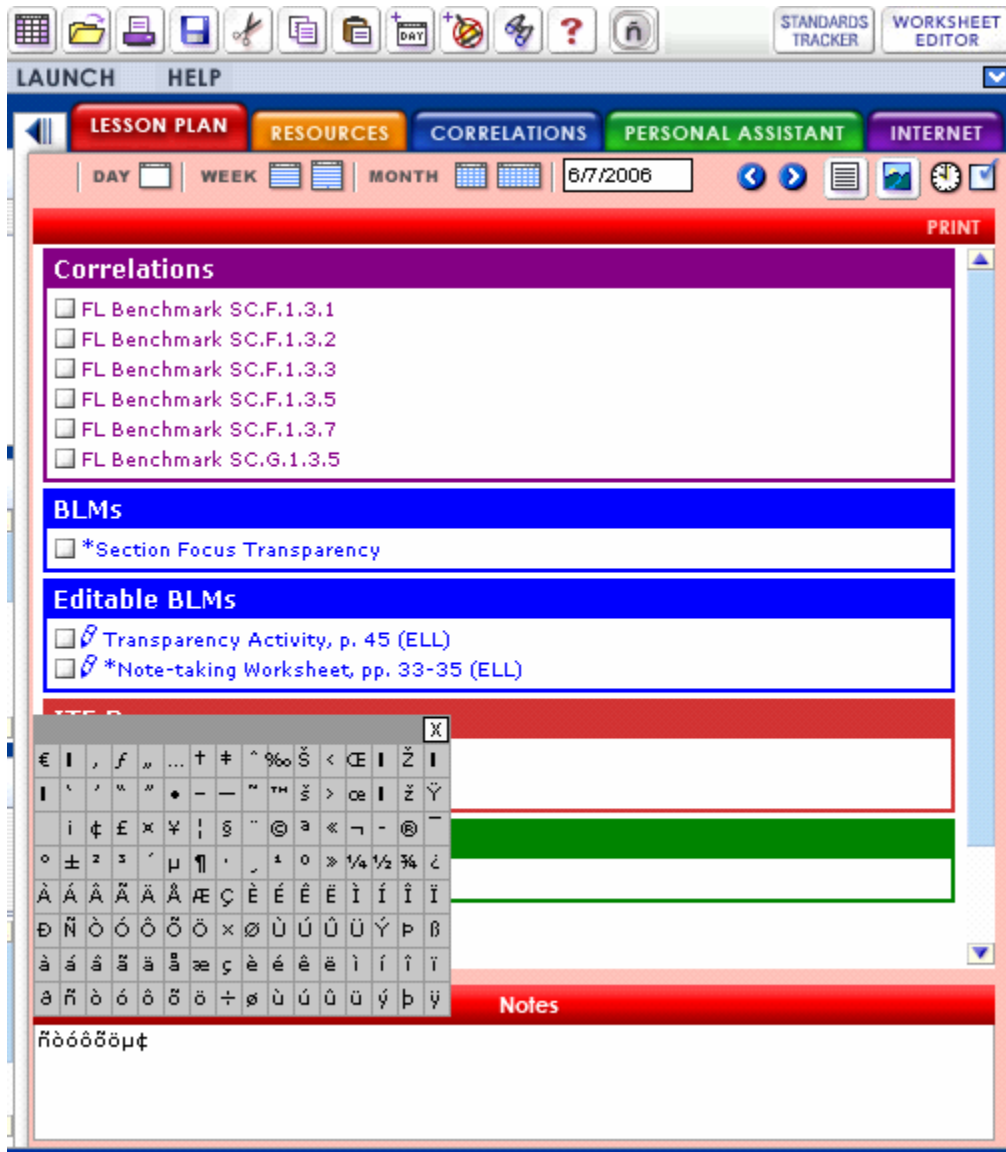 + DAY + ? ñ STANDARDS TRACKER WORKSHEET EDITOR
LAUNCH HELP
LESSON PLAN RESOURCES CORRELATIONS PERSONAL ASSISTANT INTERNET
DAY WEEK MONTH 6/7/2006
PRINT
Correlations
FL Benchmark SC.F.1.3.1
FL Benchmark SC.F.1.3.2
FL Benchmark SC.F.1.3.3
FL Benchmark SC.F.1.3.5
FL Benchmark SC.F.1.3.7
FL Benchmark SC.G.1.3.5
BLMs
*Section Focus Transparency
Editable BLMs
Transparency Activity, p. 45 (ELL)
*Note-taking Worksheet, pp. 33-35 (ELL)
X
€ ‚ ƒ „ … † ‡ ˆ ‰ Š ‹ Œ Ž
‘ ’ “ ” • – — ˜ ™ š › œ ž Ÿ
¡ ¢ £ ¤ ¥ ¦ § ¨ © ª « ¬ - ® ¯
° ± ² ³ ´ µ ¶ · ¸ ¹ º » ¼ ½ ¾ ¿
À Á Â Ã Ä Å Æ Ç È É Ê Ë Ì Í Î Ï
Ð Ñ Ò Ó Ô Õ Ö × Ø Ù Ú Û Ü Ý Þ ß
à á â ã ä å æ ç è é ê ë ì í î ï
ð ñ ò ó ô õ ö ÷ ø ù ú û ü ý þ ÿ
Notes
ñòóôõöµ¢